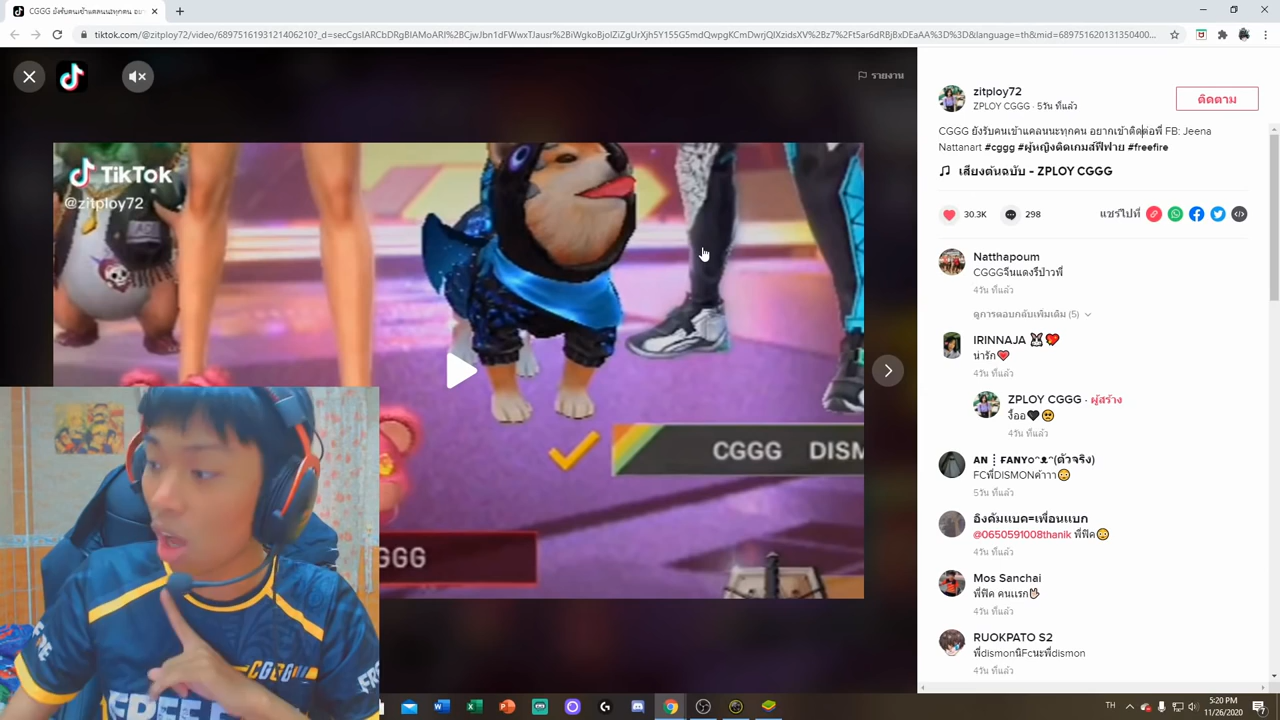 CGGG ยังรับคนเข้าแคลนนะทุกคน อย
tiktok.com/@zitploy72/video/6897516193121406210?_d=secCgsIARCbDRgBIAMoARI%2BCjwJbn1dFWwxTJausr%2BiWgkoBjolZiZgUrXjh5Y155G5mdQwpgKCmDwrjQIXzidsXV%2Bz7%2Ft5ar6dRBjBxDEaAA%3D%3D&language=th&mid=689751620131350400...
รายงาน
TikTok
@zitploy72
CGGG DISM
GGG
FREE
CGGG
FREE F
zitploy72
ZPLOY CGGG · 5วัน ที่แล้ว
ติดตาม
CGGG ยังรับคนเข้าแคลนนะทุกคน อยากเข้าติดต่อพี่ FB: Jeena
Nattanart #cggg #ผู้หญิงติดเกมส์ฟีฟาย #freefire
เสียงต้นฉบับ - ZPLOY CGGG
30.3K 298 แชร์ไปที่
Natthapoum
CGGGจีนแดงรึป่าวพี่
4วัน ที่แล้ว
ดูการตอบกลับเพิ่มเติม (5)
IRINNAJA
น่ารัก
4วัน ที่แล้ว
ZPLOY CGGG · ผู้สร้าง
งื้ออ
4วัน ที่แล้ว
ᴀɴ⋮ꜰᴀɴʏoᵔᴥᵔ(ตัวจริง)
FCพี่DISMONค้าาา
5วัน ที่แล้ว
อิงคัมแบค=เพื่อนแบก
@0650591008thanik พี่ฟิค
4วัน ที่แล้ว
Mos Sanchai
พี่ฟิค คนแรก
4วัน ที่แล้ว
RUOKPATO S2
พี่dismonนิFcนะพี่dismon
4วัน ที่แล้ว
TH 5:20 PM
11/26/2020